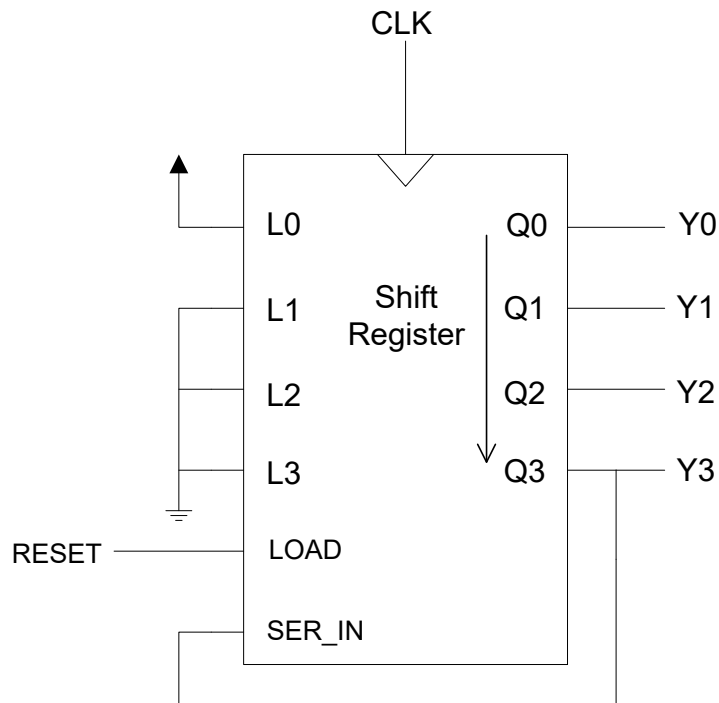 CLK
L0
Q0
Y0
L1
Shift
Register
Q1
Y1
L2
Q2
Y2
L3
Q3
Y3
RESET
LOAD
SER_IN